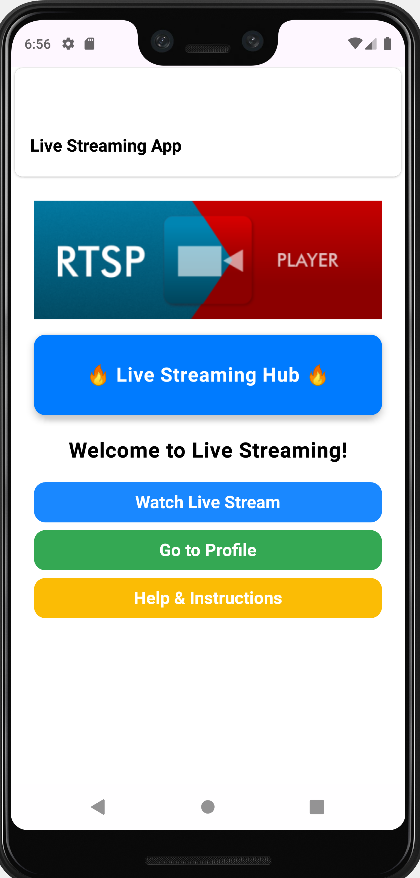 6:56
Live Streaming App
RTSP PLAYER
🔥 Live Streaming Hub 🔥
Welcome to Live Streaming!
Watch Live Stream
Go to Profile
Help & Instructions